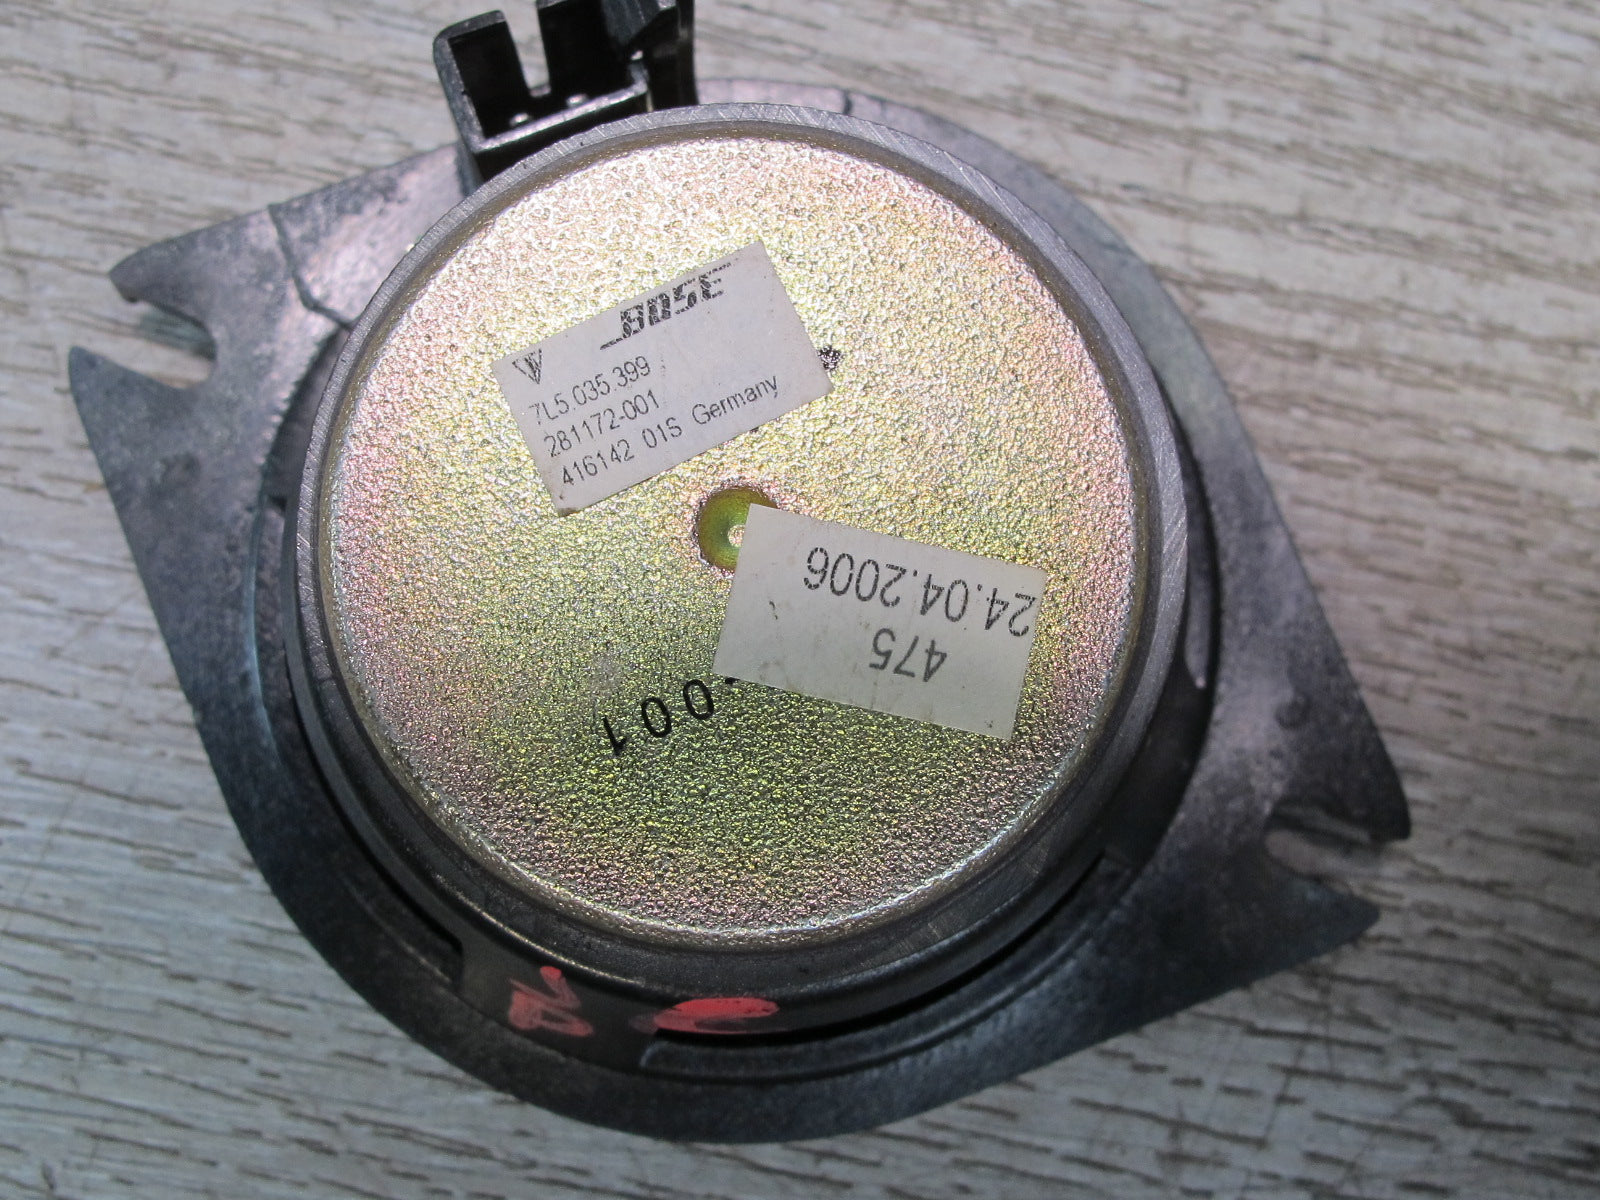 BOSE
7L5.035.399
281172-001
416142 01S Germany
24.04.2006
475
001